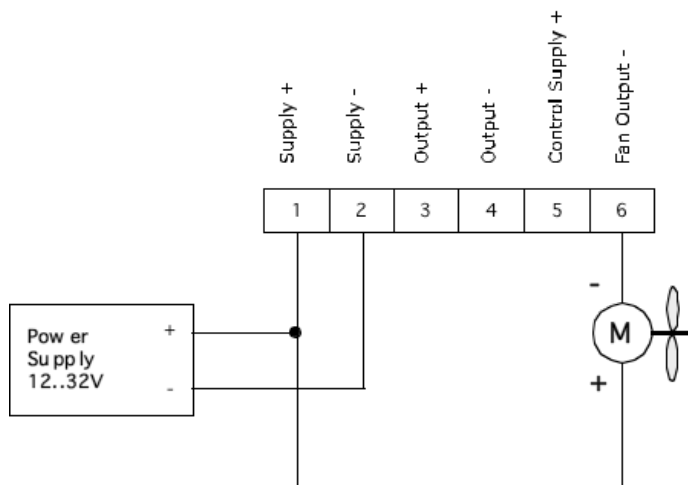 Supply +
Supply -
Output +
Output -
Control Supply +
Fan Output -
1 2 3 4 5 6
-
Power +
Supply
12..32V
-
M
+